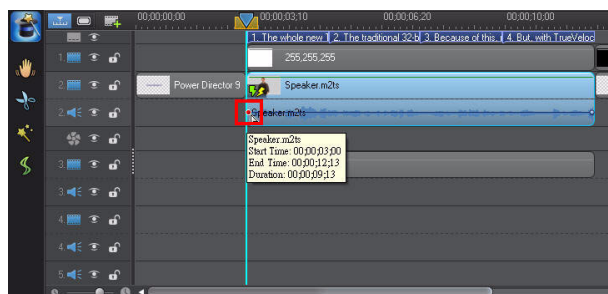 00;00;00;00 00;00;03;10 00;00;06;20 00;00;10;00
1. The whole new 1 2. The traditional 32-b 3. Because of this, 4. But, with TrueVeloc
1. 255,255,255
2. Power Director 9 Speaker.m2ts
2. Speaker.m2ts
Speaker.m2ts
Start Time: 00;00;03;00
End Time: 00;00;12;13
Duration: 00;00;09;13
3.
3.
4.
4.
5.